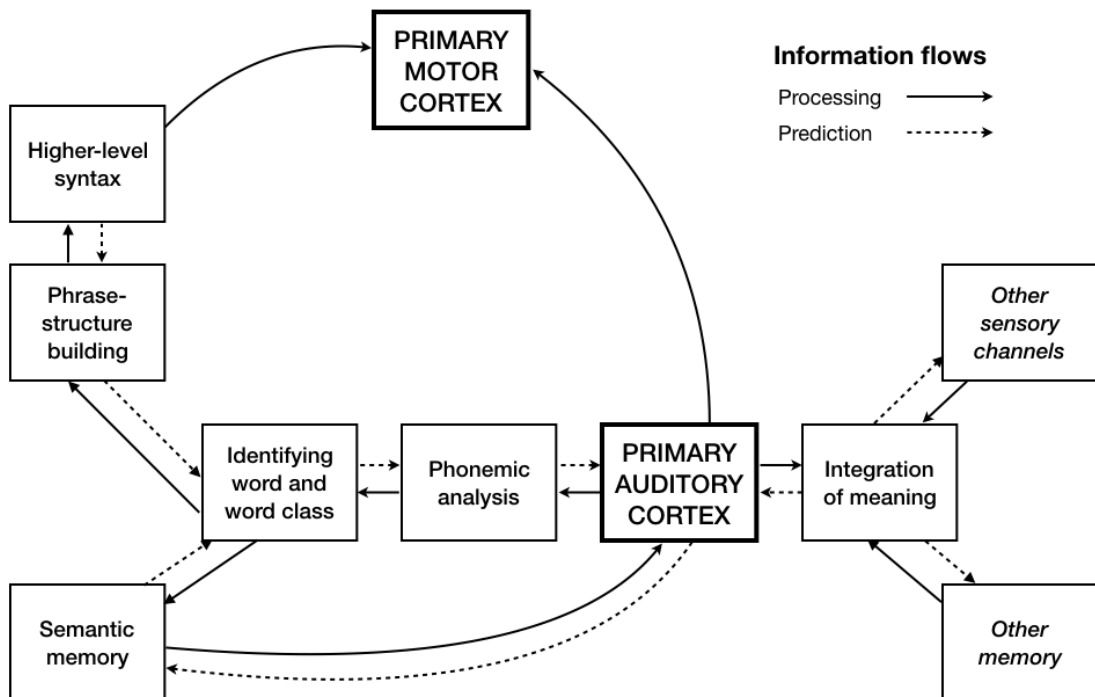 PRIMARY
MOTOR
CORTEX
Information flows
Processing
Prediction
Higher-level
syntax
Phrase-
structure
building
Other
sensory
channels
Identifying
word and
word class
Phonemic
analysis
PRIMARY
AUDITORY
CORTEX
Integration
of meaning
Semantic
memory
Other
memory